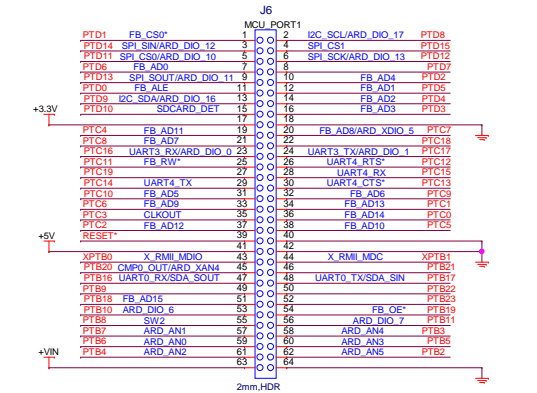 J6
MCU_PORT1
PTD1 FB_CS0* 1 2 I2C_SCL/ARD_DIO_17 PTD8
PTD14 SPI_SIN/ARD_DIO_12 3 4 SPI_CS1 PTD15
PTD11 SPI_CS0/ARD_DIO_10 5 6 SPI_SCK/ARD_DIO_13 PTD12
PTD6 FB_AD0 7 8 PTD7
PTD13 SPI_SOUT/ARD_DIO_11 9 10 FB_AD4 PTD2
PTD0 FB_ALE 11 12 FB_AD1 PTD5
PTD9 I2C_SDA/ARD_DIO_16 13 14 FB_AD2 PTD4
+3.3V PTD10 SDCARD_DET 15 16 FB_AD3 PTD3
17 18
PTC4 FB_AD11 19 20 FB_AD8/ARD_XDIO_5 PTC7
PTC8 FB_AD7 21 22 PTC18
PTC16 UART3_RX/ARD_DIO_0 23 24 UART3_TX/ARD_DIO_1 PTC17
PTC11 FB_RW* 25 26 UART4_RTS* PTC12
PTC19 27 28 UART4_RX PTC15
PTC14 UART4_TX 29 30 UART4_CTS* PTC13
PTC10 FB_AD5 31 32 FB_AD6 PTC9
PTC6 FB_AD9 33 34 FB_AD13 PTC1
PTC3 CLKOUT 35 36 FB_AD14 PTC0
PTC2 FB_AD12 37 38 FB_AD10 PTC5
+5V RESET* 39 40
41 42
XPTB0 X_RMII_MDIO 43 44 X_RMII_MDC XPTB1
PTB20 CMP0_OUT/ARD_XAN4 45 46 PTB21
PTB16 UART0_RX/SDA_SOUT 47 48 UART0_TX/SDA_SIN PTB17
PTB9 49 50 PTB22
PTB18 FB_AD15 51 52 PTB23
PTB10 ARD_DIO_6 53 54 FB_OE* PTB19
PTB8 SW2 55 56 ARD_DIO_7 PTB11
PTB7 ARD_AN1 57 58 ARD_AN4 PTB3
PTB6 ARD_AN0 59 60 ARD_AN3 PTB5
+VIN PTB4 ARD_AN2 61 62 ARD_AN5 PTB2
63 64
2mm,HDR